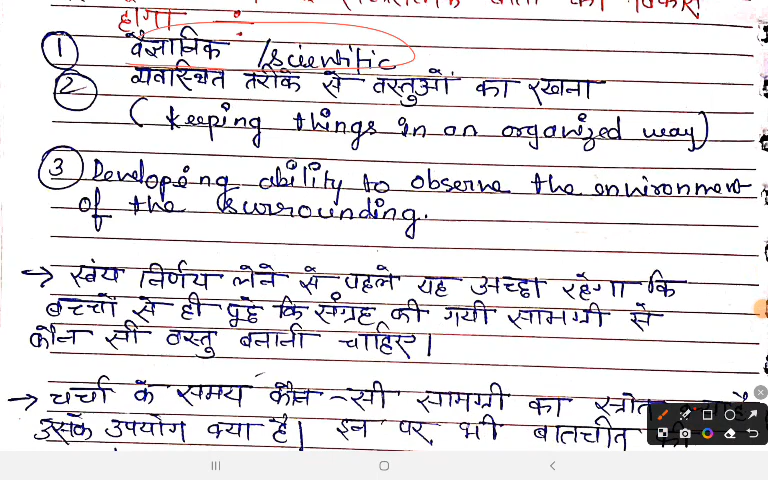 होगा :-
① वैज्ञानिक /scientific
② व्यवस्थित तरीके से वस्तुओं का रखना
(keeping things in an organized way)
③ Developing ability to observe the environment
of the surrounding.
→ स्वंय निर्णय लेने से पहले यह अच्छा रहेगा कि
बच्चों से ही पूछे कि संग्रह की गयी सामग्री से
कौन सी वस्तु बनानी चाहिए।
→ चर्चा के समय कौन-सी सामग्री का स्त्रोत
उसके उपयोग क्या है। इन पर भी बातचीत